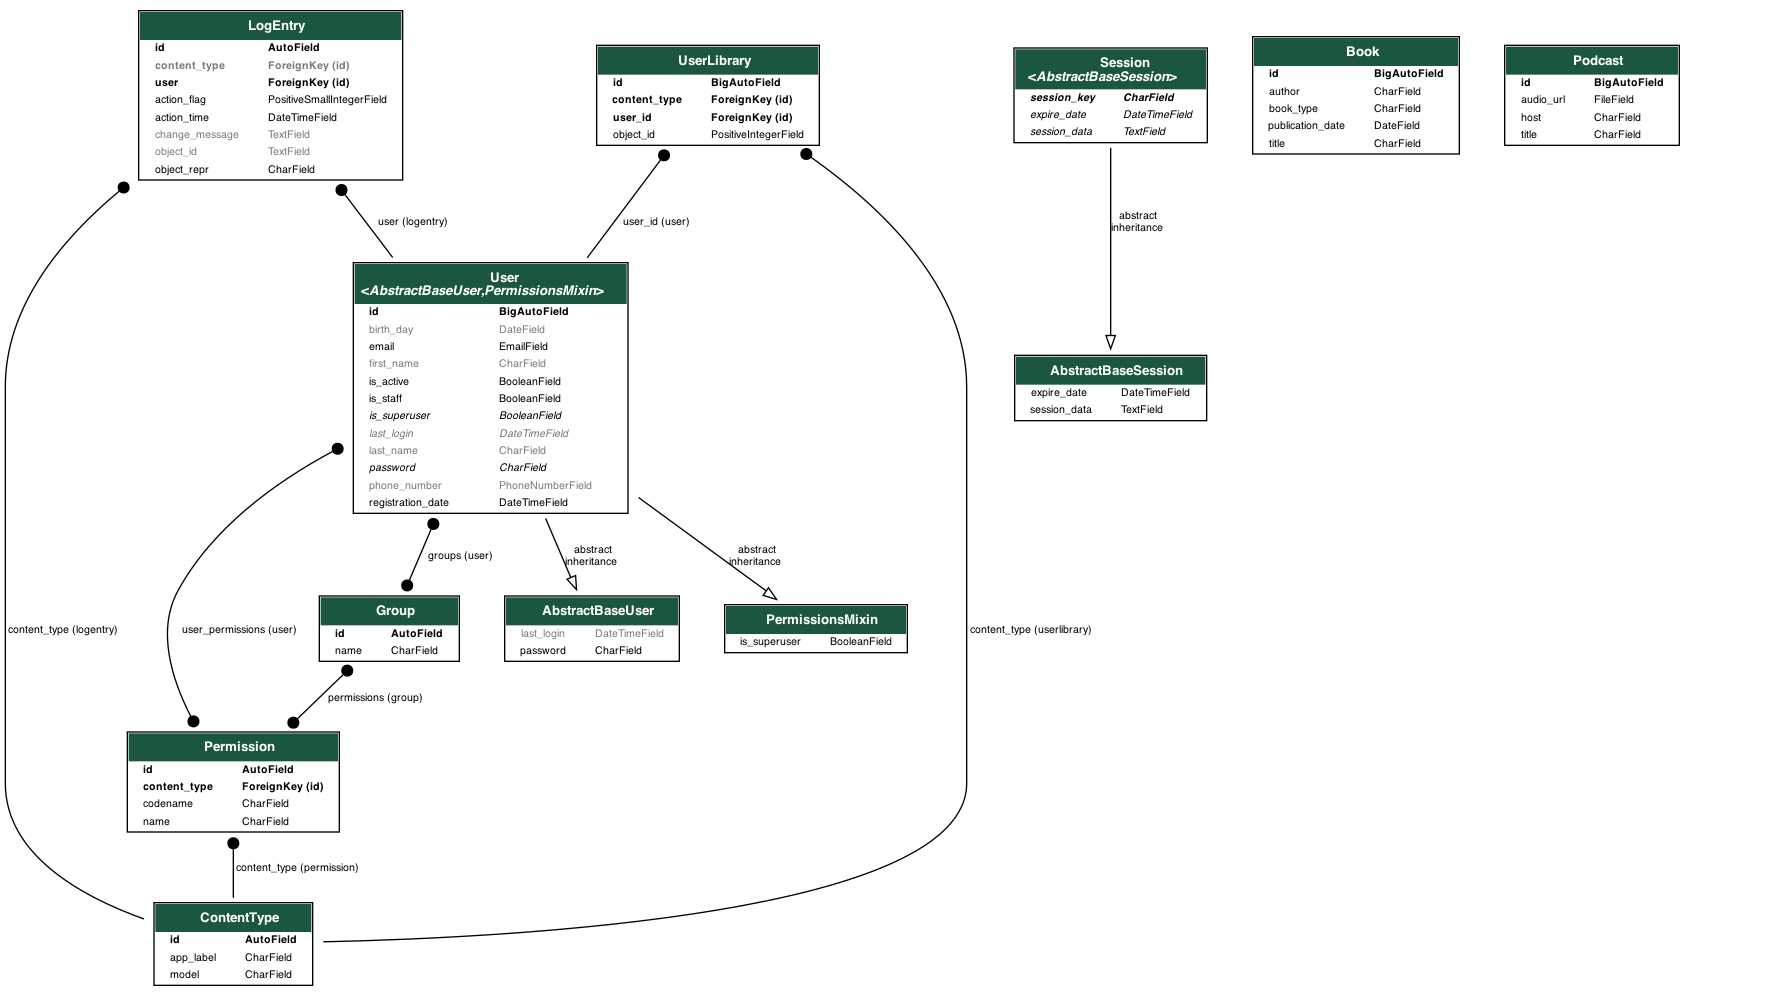 LogEntry
id AutoField
content_type ForeignKey (id)
user ForeignKey (id)
action_flag PositiveSmallIntegerField
action_time DateTimeField
change_message TextField
object_id TextField
object_repr CharField
UserLibrary
id BigAutoField
content_type ForeignKey (id)
user_id ForeignKey (id)
object_id PositiveIntegerField
Session
<AbstractBaseSession>
session_key CharField
expire_date DateTimeField
session_data TextField
Book
id BigAutoField
author CharField
book_type CharField
publication_date DateField
title CharField
Podcast
id BigAutoField
audio_url FileField
host CharField
title CharField
user (logentry)
user_id (user)
abstract
inheritance
User
<AbstractBaseUser,PermissionsMixin>
id BigAutoField
birth_day DateField
email EmailField
first_name CharField
is_active BooleanField
is_staff BooleanField
is_superuser BooleanField
last_login DateTimeField
last_name CharField
password CharField
phone_number PhoneNumberField
registration_date DateTimeField
AbstractBaseSession
expire_date DateTimeField
session_data TextField
groups (user)
abstract
inheritance
abstract
inheritance
content_type (logentry)
user_permissions (user)
Group
id AutoField
name CharField
AbstractBaseUser
last_login DateTimeField
password CharField
PermissionsMixin
is_superuser BooleanField
content_type (userlibrary)
permissions (group)
Permission
id AutoField
content_type ForeignKey (id)
codename CharField
name CharField
content_type (permission)
ContentType
id AutoField
app_label CharField
model CharField